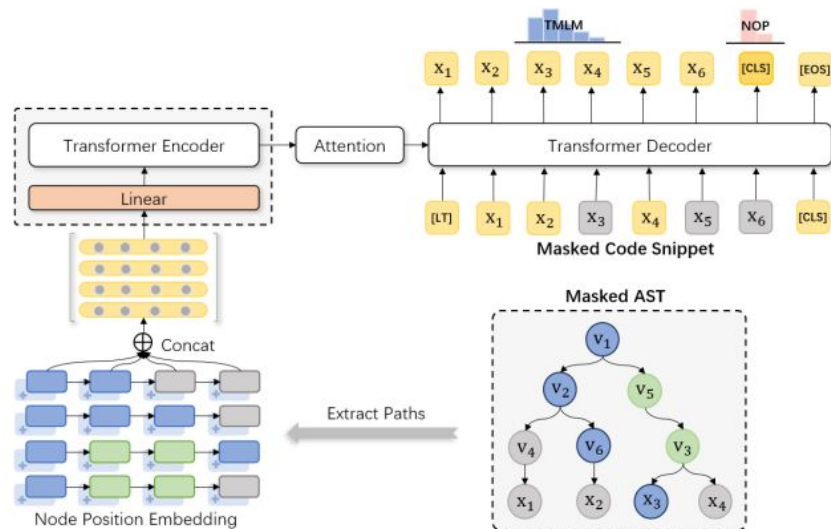 TMLM NOP
x₁ x₂ x₃ x₄ x₅ x₆ [CLS] [EOS]
Transformer Encoder Attention Transformer Decoder
Linear
[LT] x₁ x₂ x₃ x₄ x₅ x₆ [CLS]
Masked Code Snippet
Masked AST
v₁
Concat
v₂ v₅
Extract Paths
v₄ v₆ v₃
x₁ x₂ x₃ x₄
Node Position Embedding